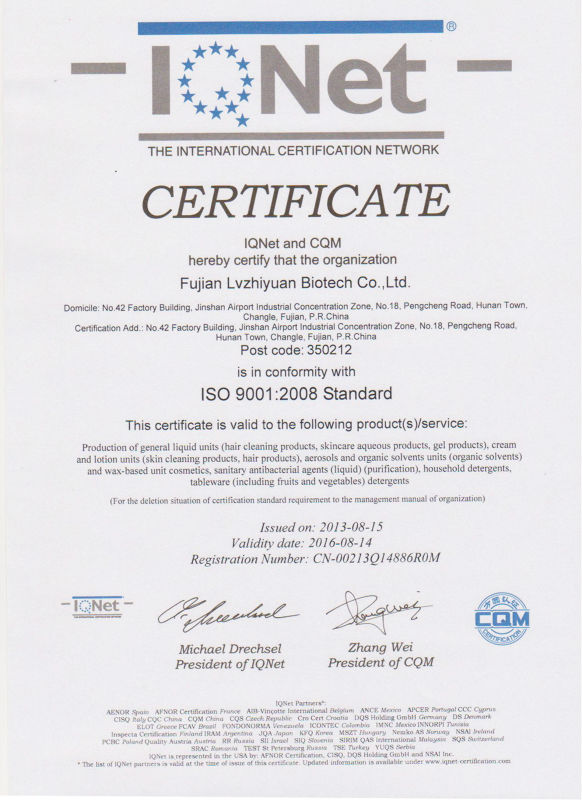 IQNet ®
THE INTERNATIONAL CERTIFICATION NETWORK
CERTIFICATE
IQNet and CQM
hereby certify that the organization
Fujian Lvzhiyuan Biotech Co.,Ltd.
Domicile: No.42 Factory Building, Jinshan Airport Industrial Concentration Zone, No.18, Pengcheng Road, Hunan Town,
Changle, Fujian, P.R.China
Certification Add.: No.42 Factory Building, Jinshan Airport Industrial Concentration Zone, No.18, Pengcheng Road,
Hunan Town, Changle, Fujian, P.R.China
Post code: 350212
is in conformity with
ISO 9001:2008 Standard
This certificate is valid to the following product(s)/service:
Production of general liquid units (hair cleaning products, skincare aqueous products, gel products), cream
and lotion units (skin cleaning products, hair products), aerosols and organic solvents units (organic solvents)
and wax-based unit cosmetics, sanitary antibacterial agents (liquid) (purification), household detergents,
tableware (including fruits and vegetables) detergents
(For the deletion situation of certification standard requirement to the management manual of organization)
Issued on: 2013-08-15
Validity date: 2016-08-14
Registration Number: CN-00213Q14886R0M
IQNet
Michael Drechsel
President of IQNet
Zhang Wei
Zhang Wei
President of CQM
方圆认证
CQM
CERTIFICATION
IQNet Partners*:
AENOR Spain AFNOR Certification France AIB-Vinçotte International Belgium ANCE Mexico APCER Portugal CCC Cyprus
CISQ Italy CQC China CQM China CQS Czech Republic Cro Cert Croatia DQS Holding GmbH Germany DS Denmark
ELOT Greece FCAV Brazil FONDONORMA Venezuela ICONTEC Colombia IMNC Mexico INNORPI Tunisia
Inspecta Certification Finland IRAM Argentina JQA Japan KFQ Korea MSZT Hungary Nemko AS Norway NSAI Ireland
PCBC Poland Quality Austria Austria RR Russia SII Israel SIQ Slovenia SIRIM QAS International Malaysia SQS Switzerland
SRAC Romania TEST St Petersburg Russia TSE Turkey YUQS Serbia
IQNet is represented in the USA by: AFNOR Certification, CISQ, DQS Holding GmbH and NSAI Inc.
* The list of IQNet partners is valid at the time of issue of this certificate. Updated information is available under www.iqnet-certification.com